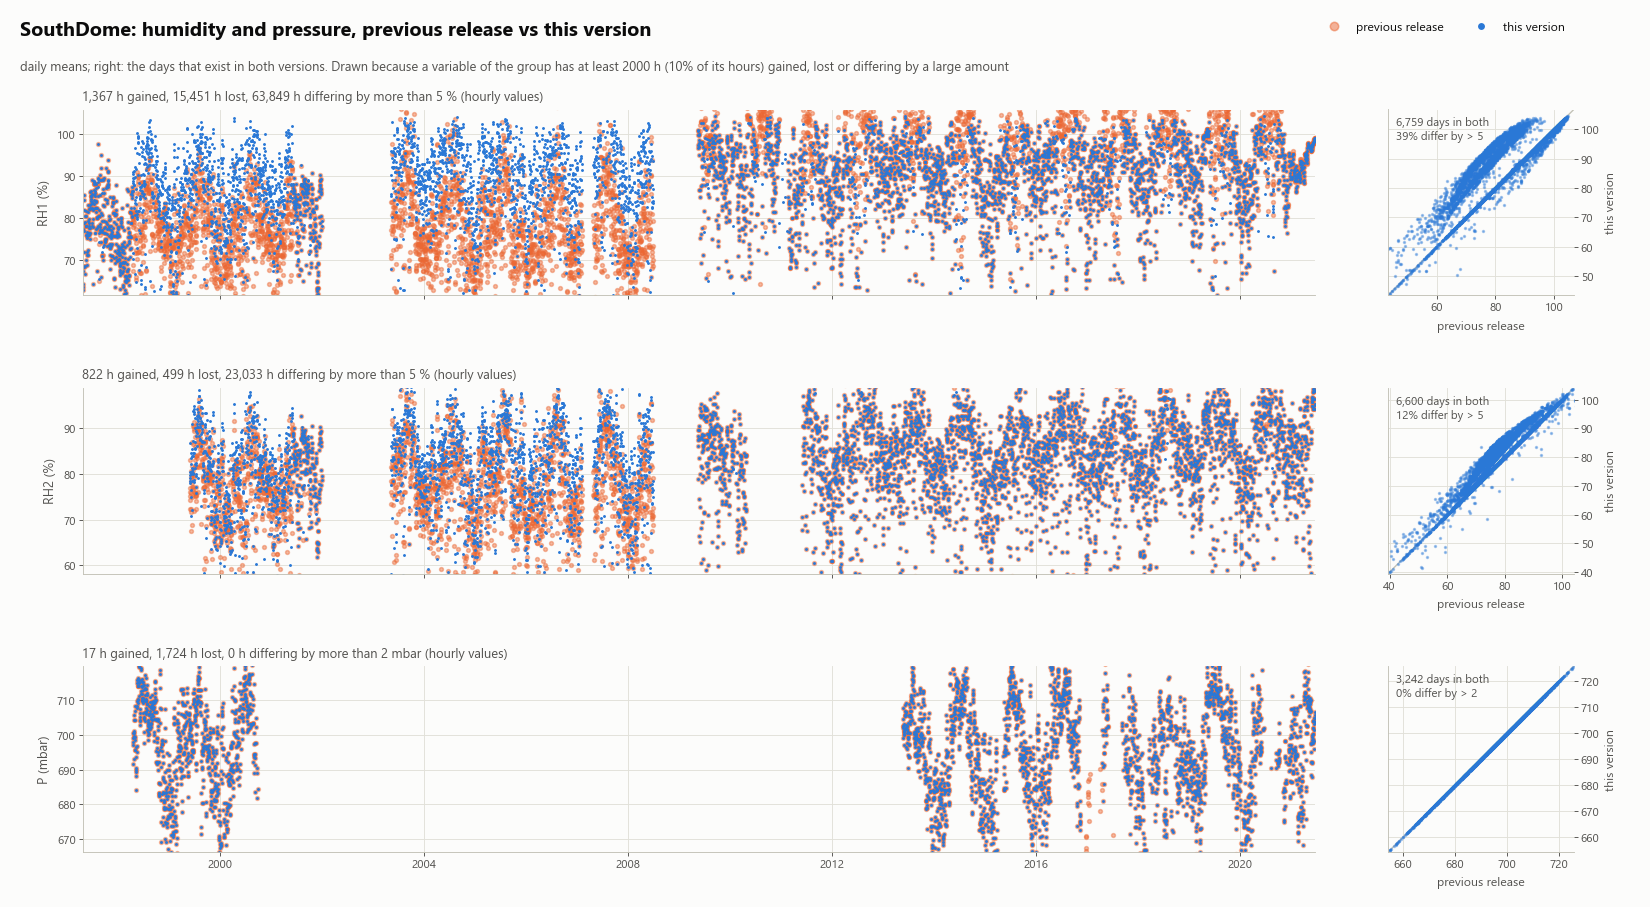 SouthDome: humidity and pressure, previous release vs this version
previous release
this version
daily means; right: the days that exist in both versions. Drawn because a variable of the group has at least 2000 h (10% of its hours) gained, lost or differing by a large amount
1,367 h gained, 15,451 h lost, 63,849 h differing by more than 5 % (hourly values)
RH1 (%)
100
90
80
70
6,759 days in both
39% differ by > 5
100
90
80
70
60
50
this version
60 80 100
previous release
822 h gained, 499 h lost, 23,033 h differing by more than 5 % (hourly values)
RH2 (%)
90
80
70
60
6,600 days in both
12% differ by > 5
100
90
80
70
60
50
40
this version
40 60 80 100
previous release
17 h gained, 1,724 h lost, 0 h differing by more than 2 mbar (hourly values)
P (mbar)
710
700
690
680
670
2000 2004 2008 2012 2016 2020
3,242 days in both
0% differ by > 2
720
710
700
690
680
670
660
this version
660 680 700 720
previous release